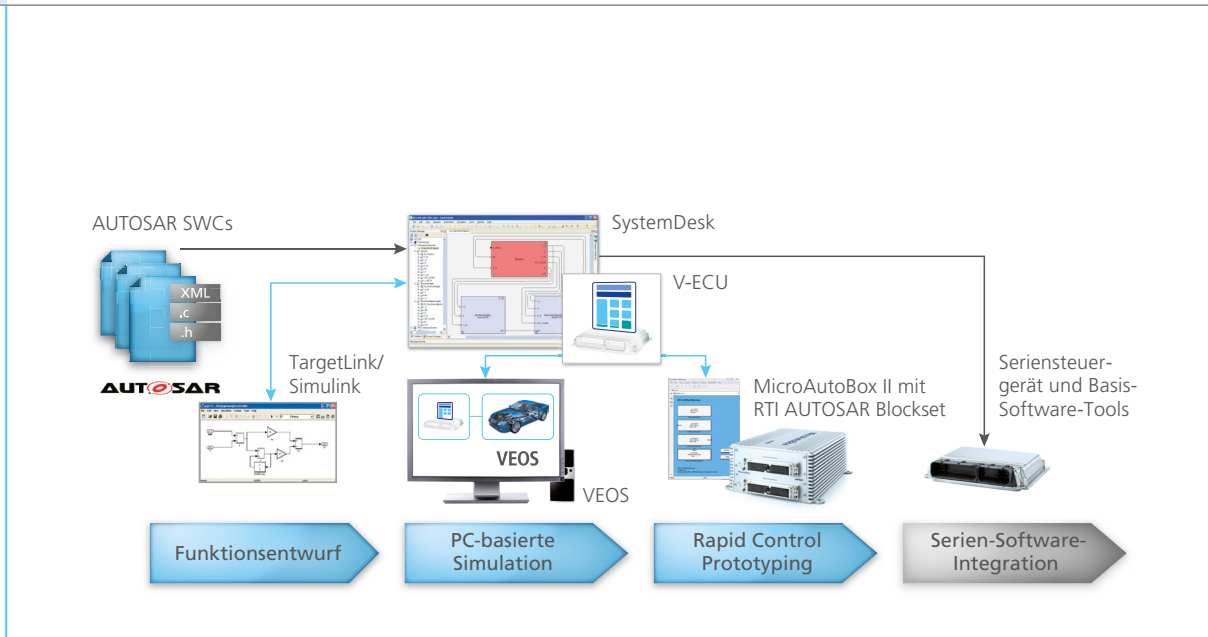 AUTOSAR SWCs
XML
.c
.h
AUTOSAR
SystemDesk
V-ECU
TargetLink/
Simulink
VEOS
VEOS
MicroAutoBox II mit
RTI AUTOSAR Blockset
Seriensteuer-
gerät und Basis-
Software-Tools
Funktionsentwurf
PC-basierte
Simulation
Rapid Control
Prototyping
Serien-Software-
Integration